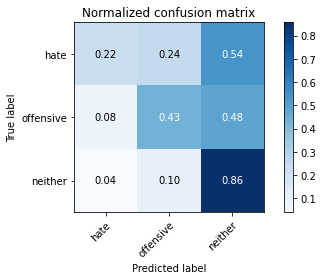 Normalized confusion matrix
True label
hate
0.22 0.24 0.54
offensive
0.08 0.43 0.48
neither
0.04 0.10 0.86
hate offensive neither
Predicted label
0.8
0.7
0.6
0.5
0.4
0.3
0.2
0.1